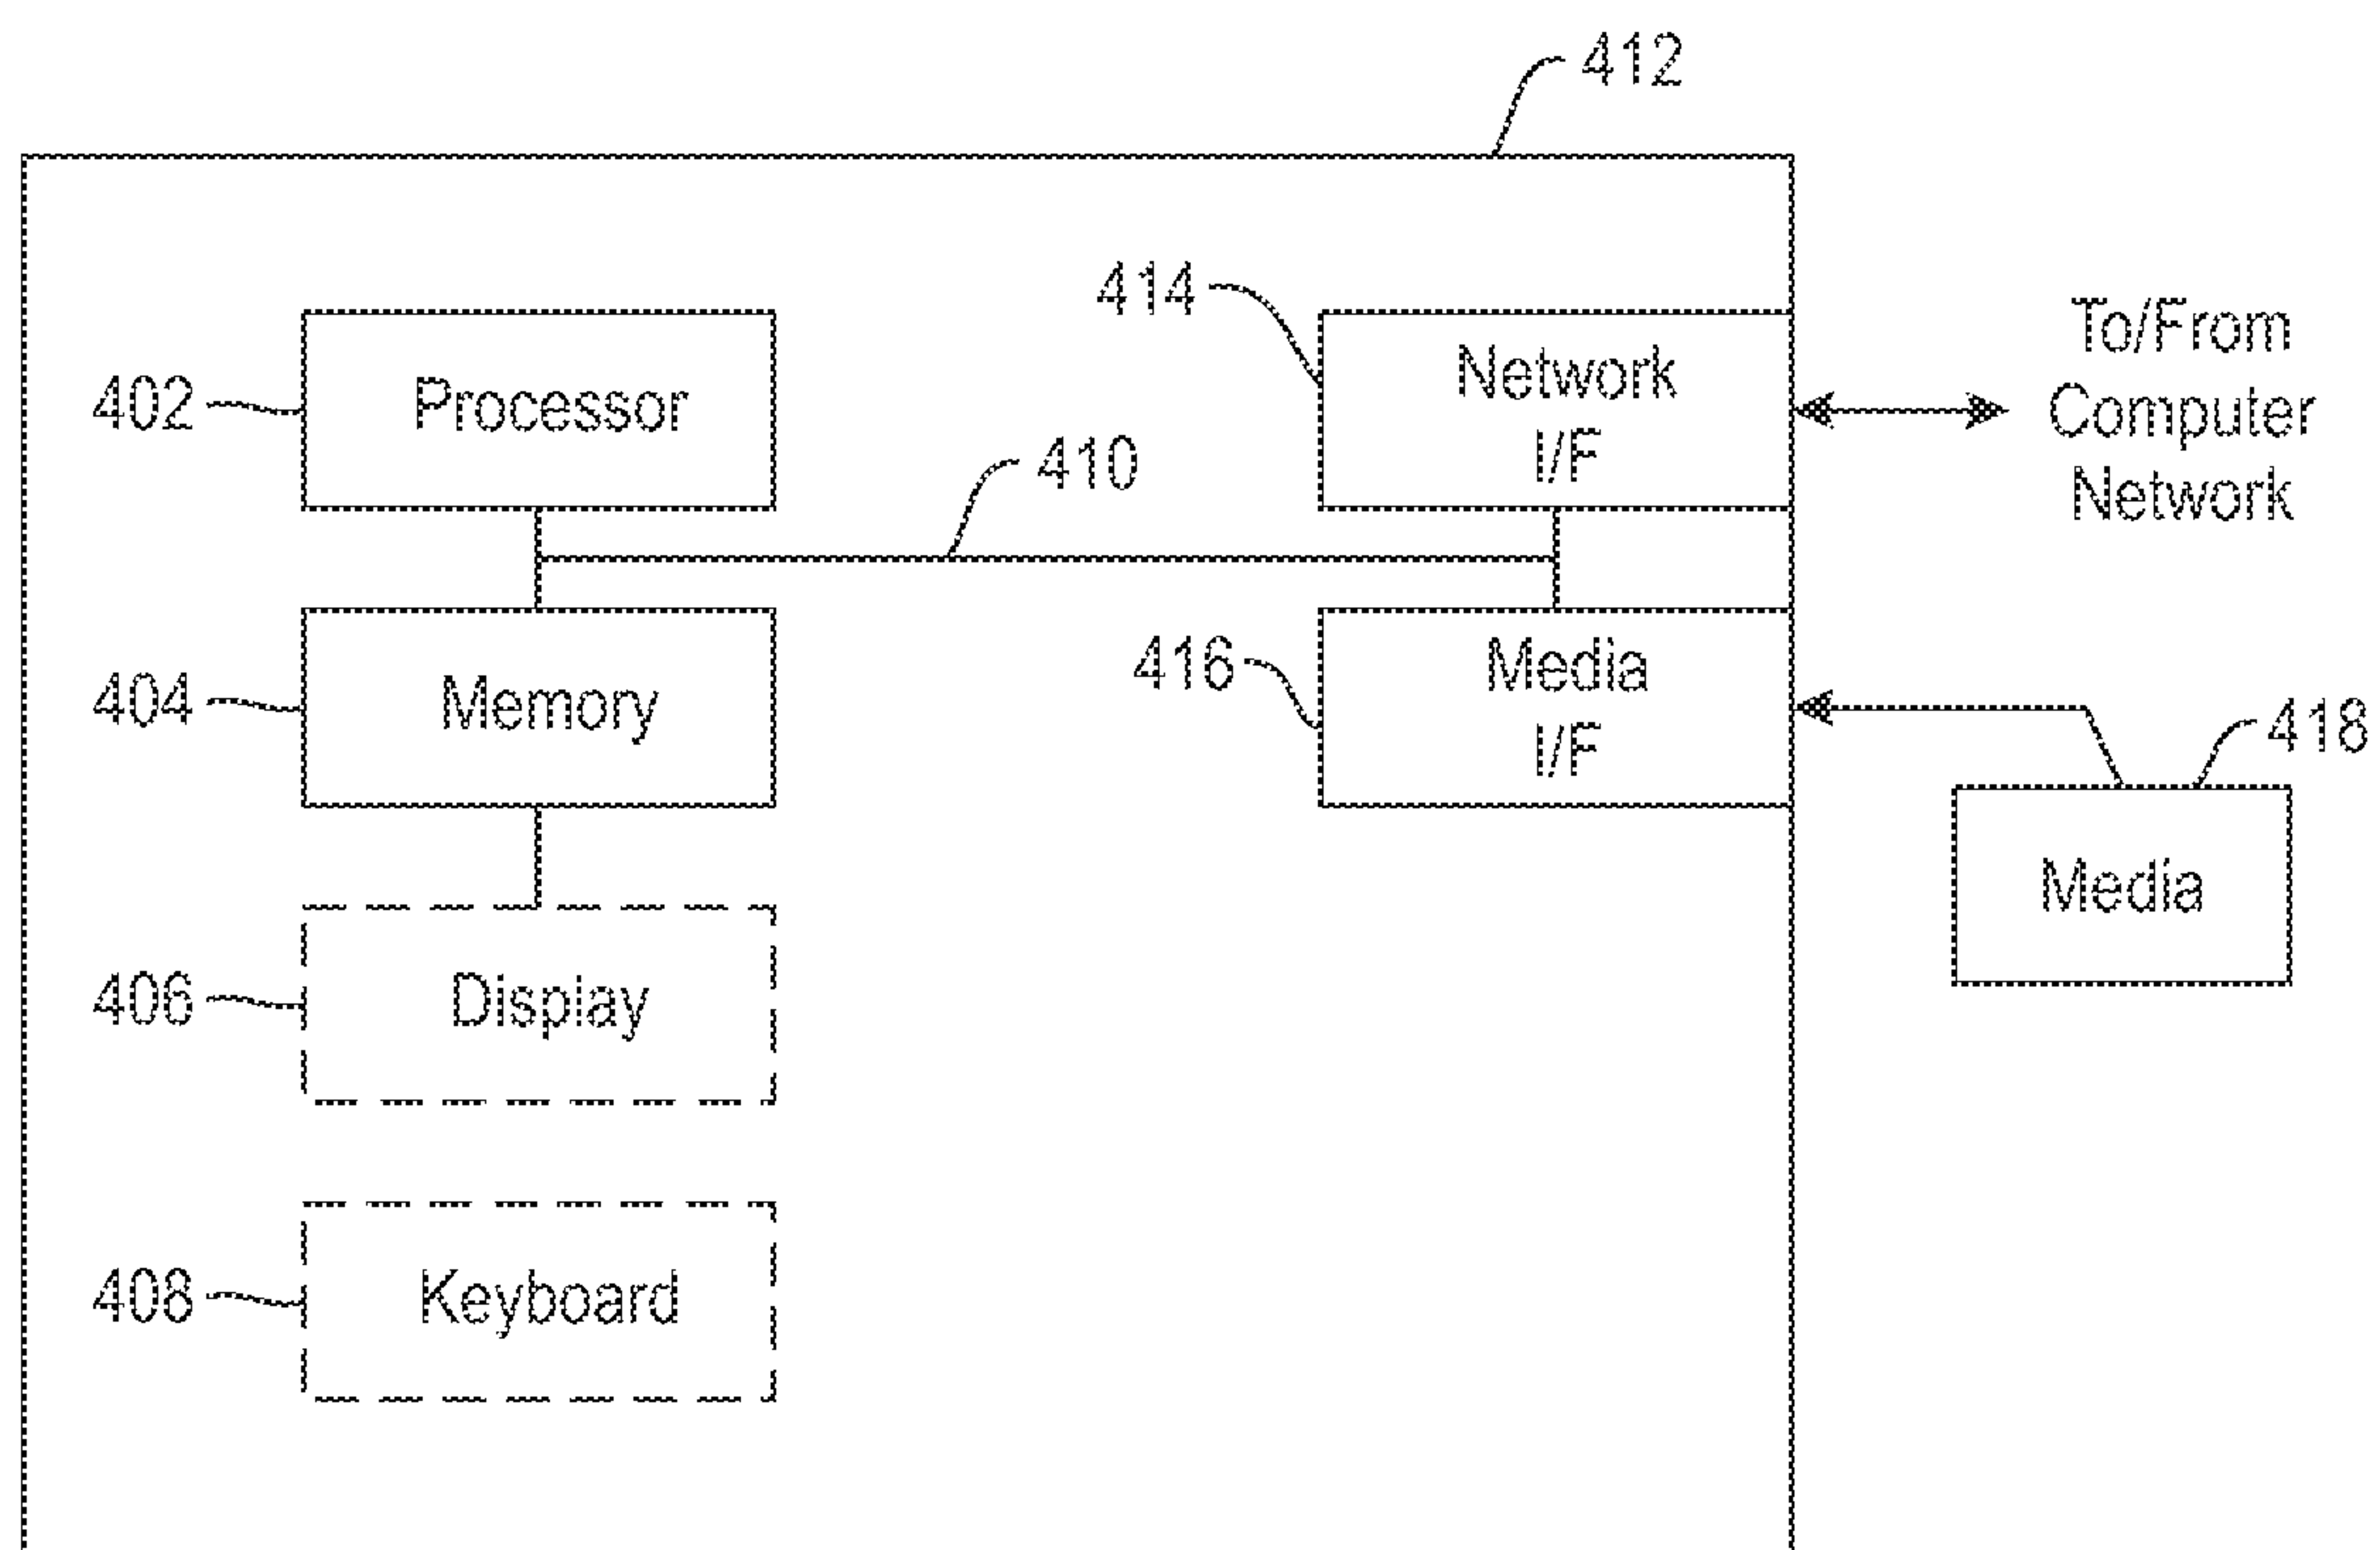 412
414
Network
I/F
To/From
Computer
Network
402
Processor
410
404
Memory
416
Media
I/F
418
Media
406
Display
408
Keyboard